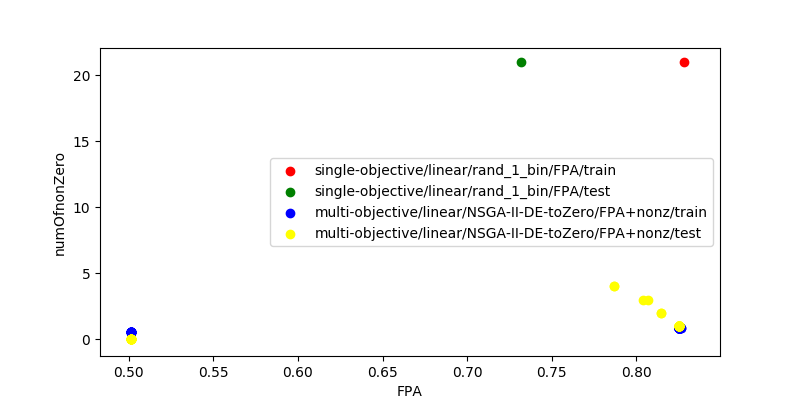 20
15
10
5
0
numOfnonZero
single-objective/linear/rand_1_bin/FPA/train
single-objective/linear/rand_1_bin/FPA/test
multi-objective/linear/NSGA-II-DE-toZero/FPA+nonz/train
multi-objective/linear/NSGA-II-DE-toZero/FPA+nonz/test
0.50 0.55 0.60 0.65 0.70 0.75 0.80
FPA